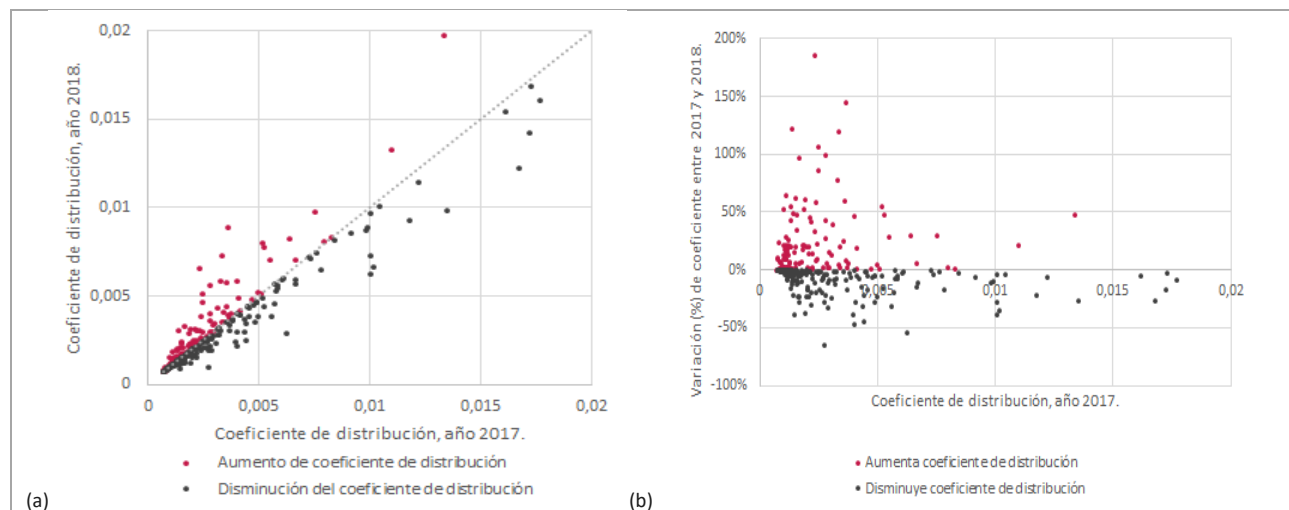 0,02
0,015
0,01
0,005
0
Coeficiente de distribución, año 2018.
0 0,005 0,01 0,015 0,02
Coeficiente de distribución, año 2017.
Aumento de coeficiente de distribución
Disminución del coeficiente de distribución
(a)
200%
150%
100%
50%
0%
-50%
-100%
Variación (%) de coeficiente entre 2017 y 2018.
0 0,005 0,01 0,015 0,02
Coeficiente de distribución, año 2017.
Aumenta coeficiente de distribución
Disminuye coeficiente de distribución
(b)